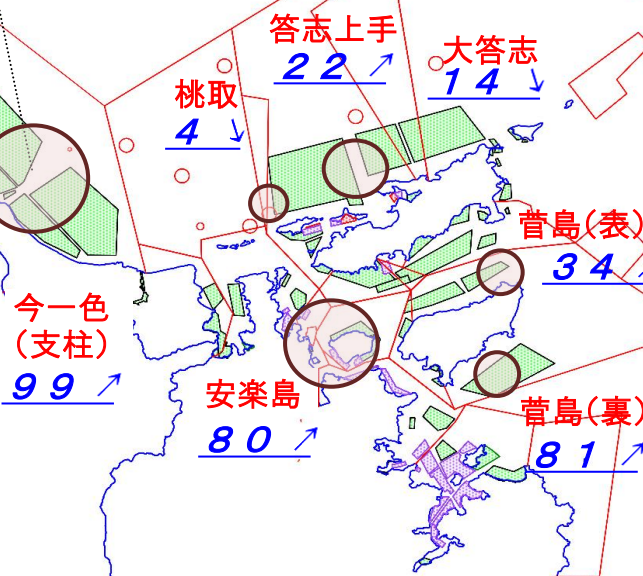 答志上手
22↗
大答志
14↘
桃取
4↘
菅島(表)
34↗
今一色
(支柱)
99↗
安楽島
80↗
菅島(裏)
81↗